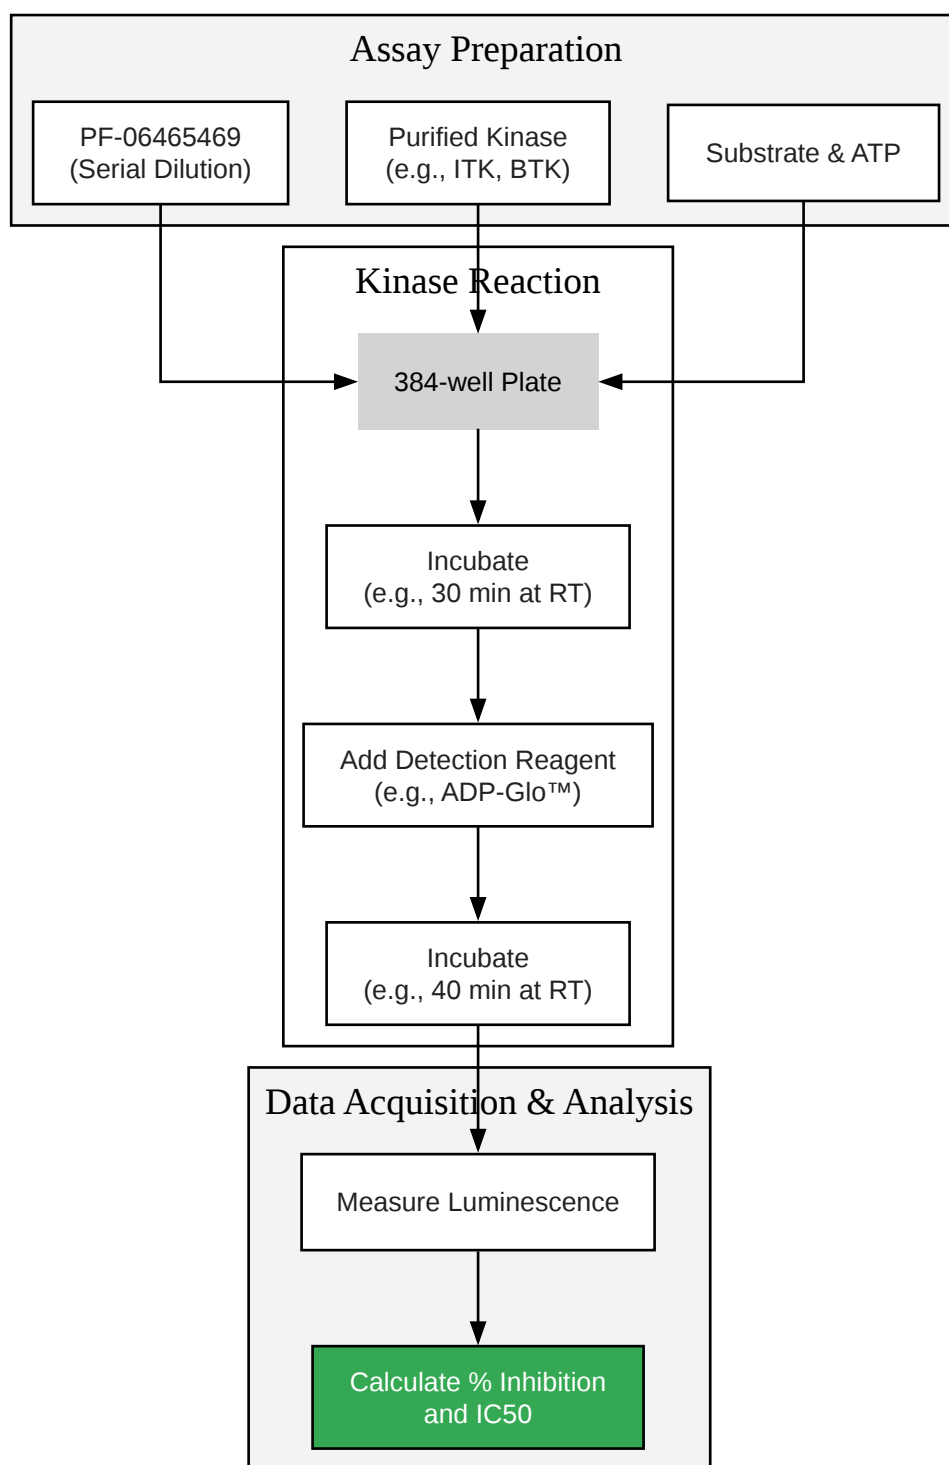 Assay Preparation
PF-06465469
(Serial Dilution)
Purified Kinase
(e.g., ITK, BTK)
Substrate & ATP
Kinase Reaction
384-well Plate
Incubate
(e.g., 30 min at RT)
Add Detection Reagent
(e.g., ADP-Glo™)
Incubate
(e.g., 40 min at RT)
Data Acquisition & Analysis
Measure Luminescence
Calculate % Inhibition
and IC50